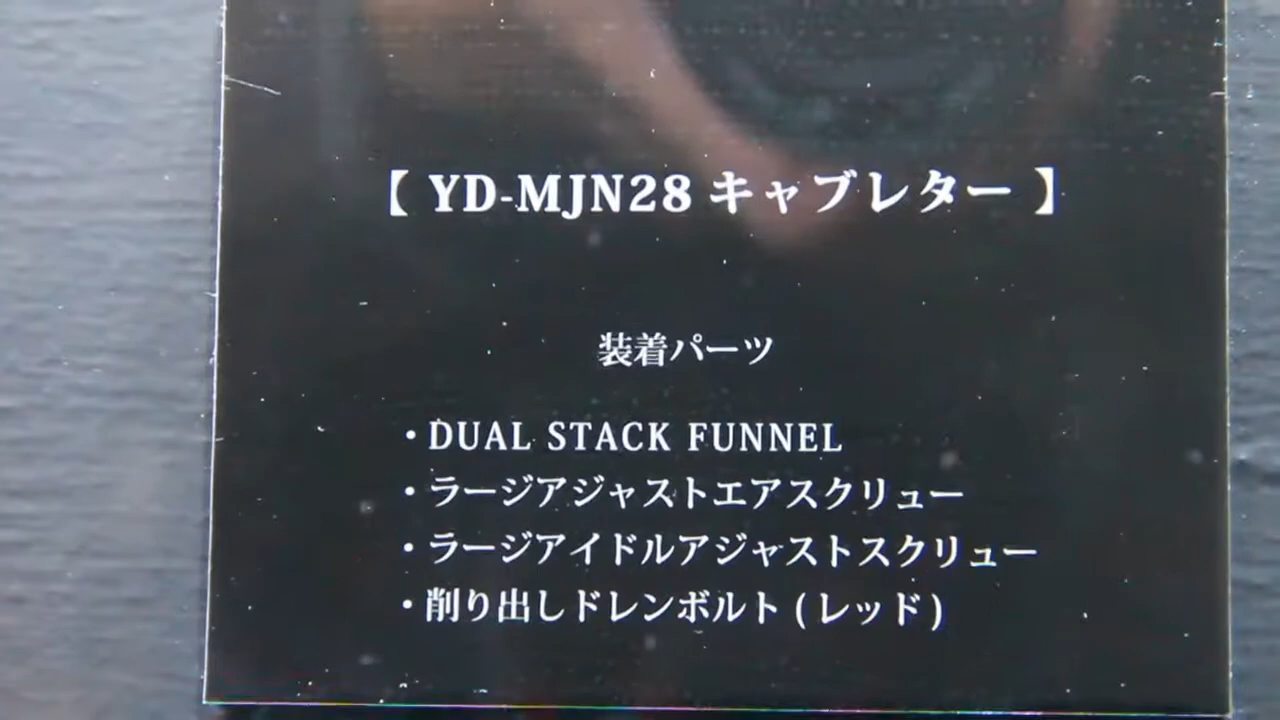 【 YD-MJN28 キャブレター 】
装着パーツ
・DUAL STACK FUNNEL
・ラージアジャストエアスクリュー
・ラージアイドルアジャストスクリュー
・削り出しドレンボルト ( レッド )